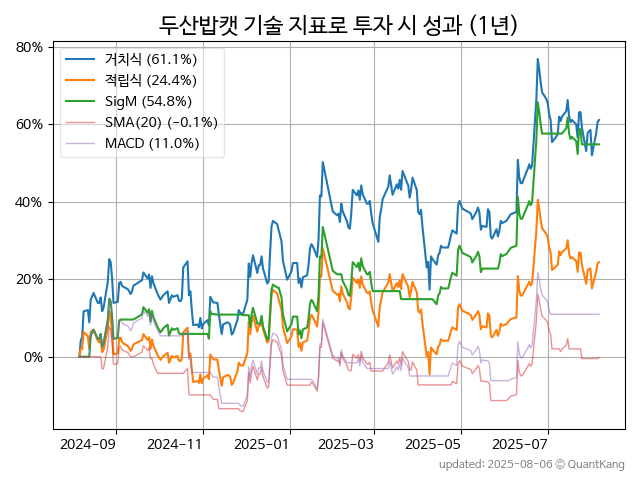 두산밥캣 기술 지표로 투자 시 성과 (1년)
거치식 (61.1%)
적립식 (24.4%)
SigM (54.8%)
SMA(20) (−0.1%)
MACD (11.0%)
80%
60%
40%
20%
0%
2024-09 2024-11 2025-01 2025-03 2025-05 2025-07
updated: 2025-08-06 © QuantKang